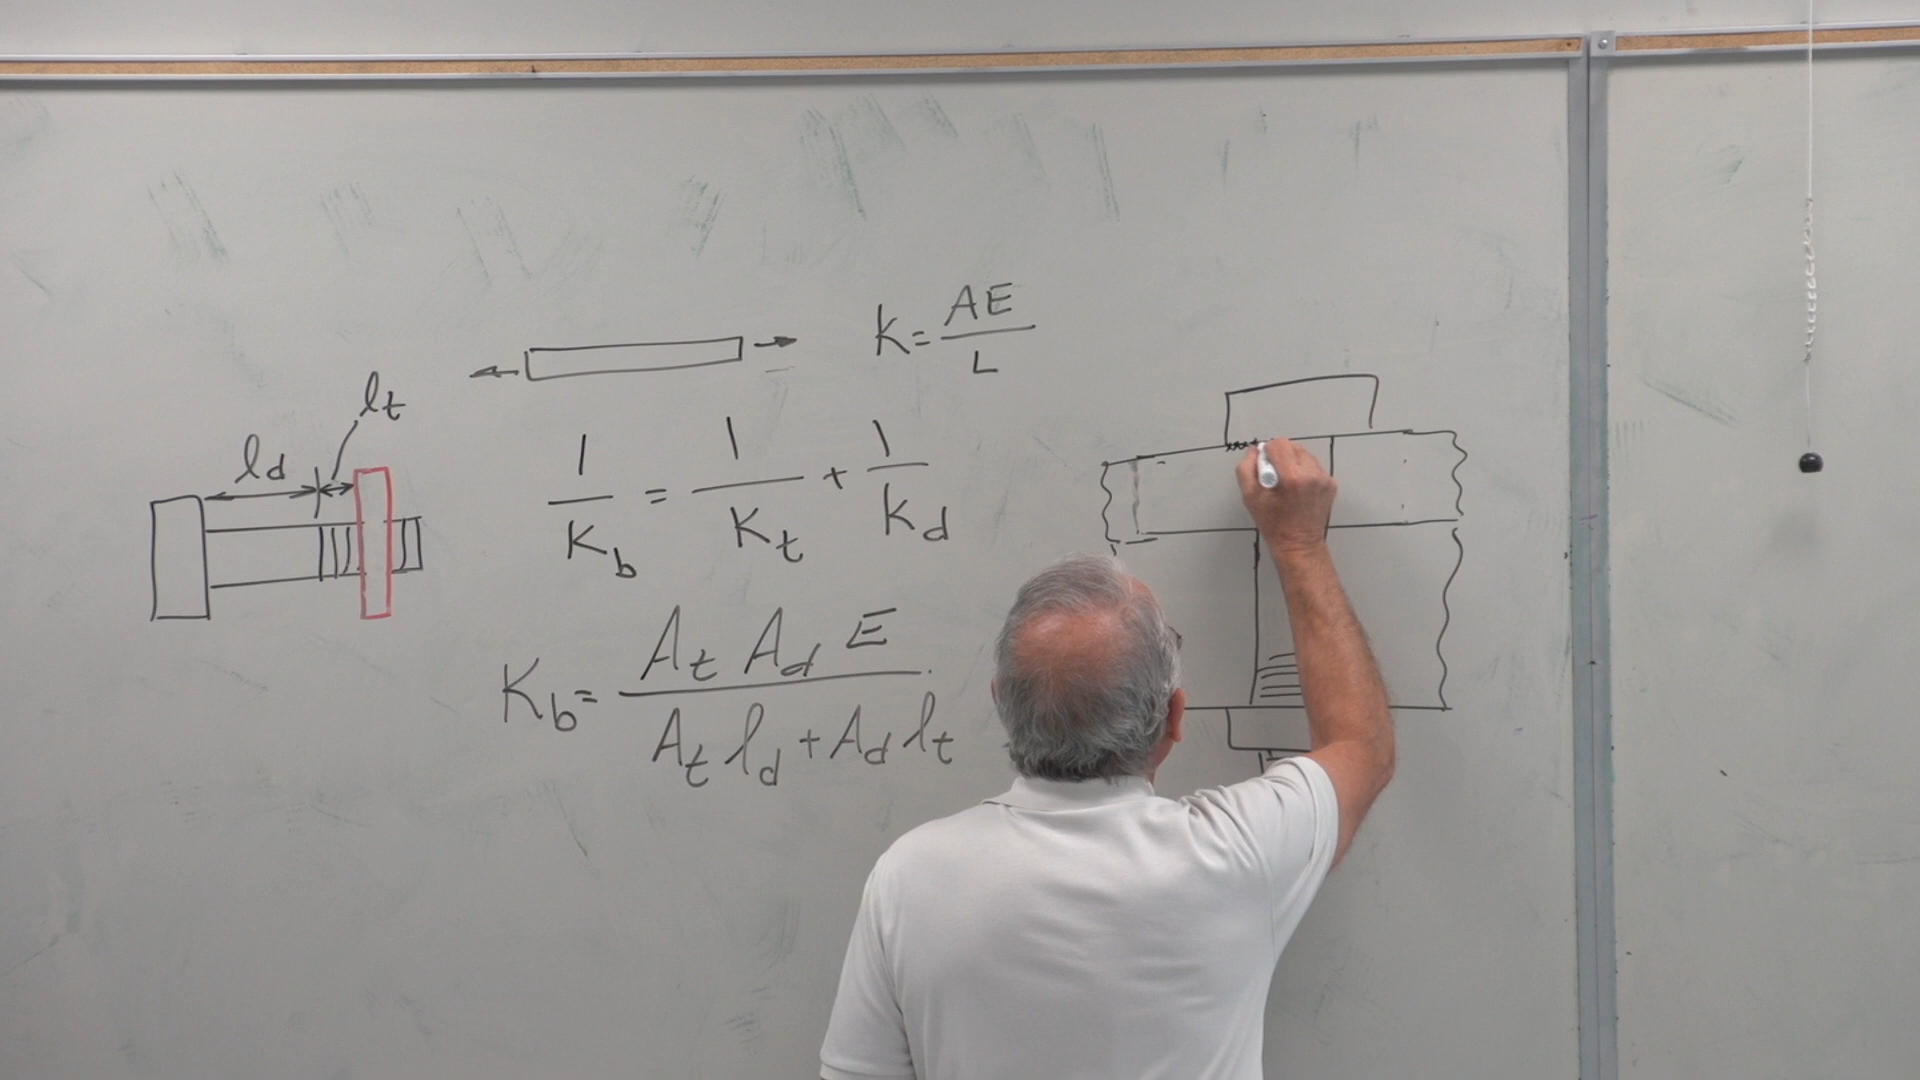 K = AE / L
l_t
l_d
1 / K_b = 1 / K_t + 1 / K_d
K_b = A_t A_d E / A_t l_d + A_d l_t